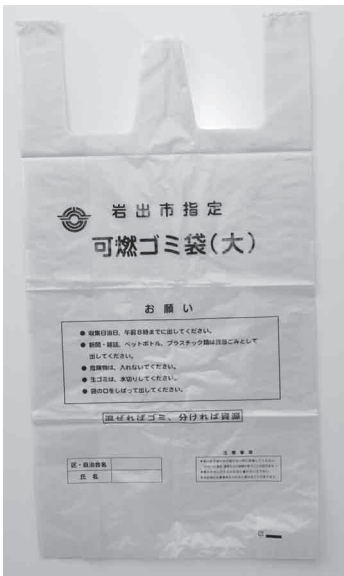 岩出市指定
可燃ゴミ袋(大)
お願い
● 収集日当日、午前8時までに出してください。
● 新聞・雑誌、ペットボトル、プラスチック類は資源ごみとして
出してください。
● 危険物は、入れないでください。
● 生ゴミは、水切りしてください。
● 袋の口をしばって出してください。
混ぜればゴミ、分ければ資源
注意事項
区・自治会名
氏名